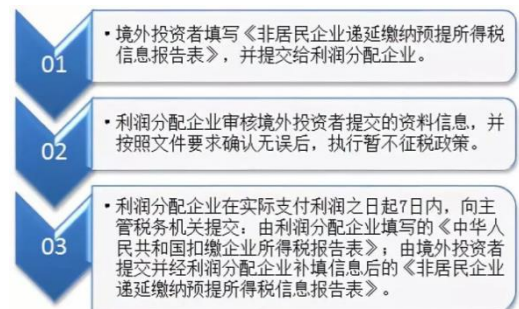 01
• 境外投资者填写《非居民企业递延缴纳预提所得税
信息报告表》，并提交给利润分配企业。
02
• 利润分配企业审核境外投资者提交的资料信息，并
按照文件要求确认无误后，执行暂不征税政策。
03
• 利润分配企业在实际支付利润之日起7日内，向主
管税务机关提交：由利润分配企业填写的《中华人
民共和国扣缴企业所得税报告表》；由境外投资者
提交并经利润分配企业补填信息后的《非居民企业
递延缴纳预提所得税信息报告表》。